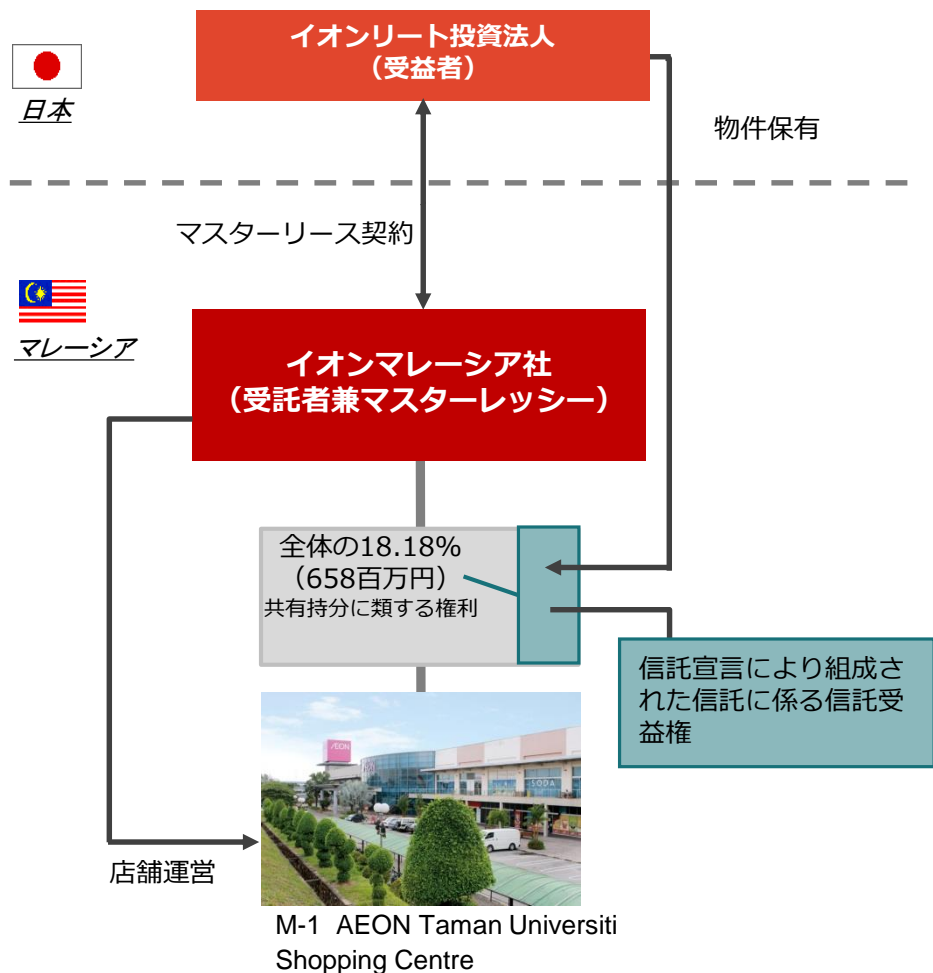 イオンリート投資法人
（受益者）
日本
物件保有
マスターリース契約
マレーシア
イオンマレーシア社
（受託者兼マスターレッシー）
全体の18.18%
（658百万円）
共有持分に類する権利
信託宣言により組成さ
れた信託に係る信託受
益権
AEON
SODA
店舗運営
M-1 AEON Taman Universiti
Shopping Centre